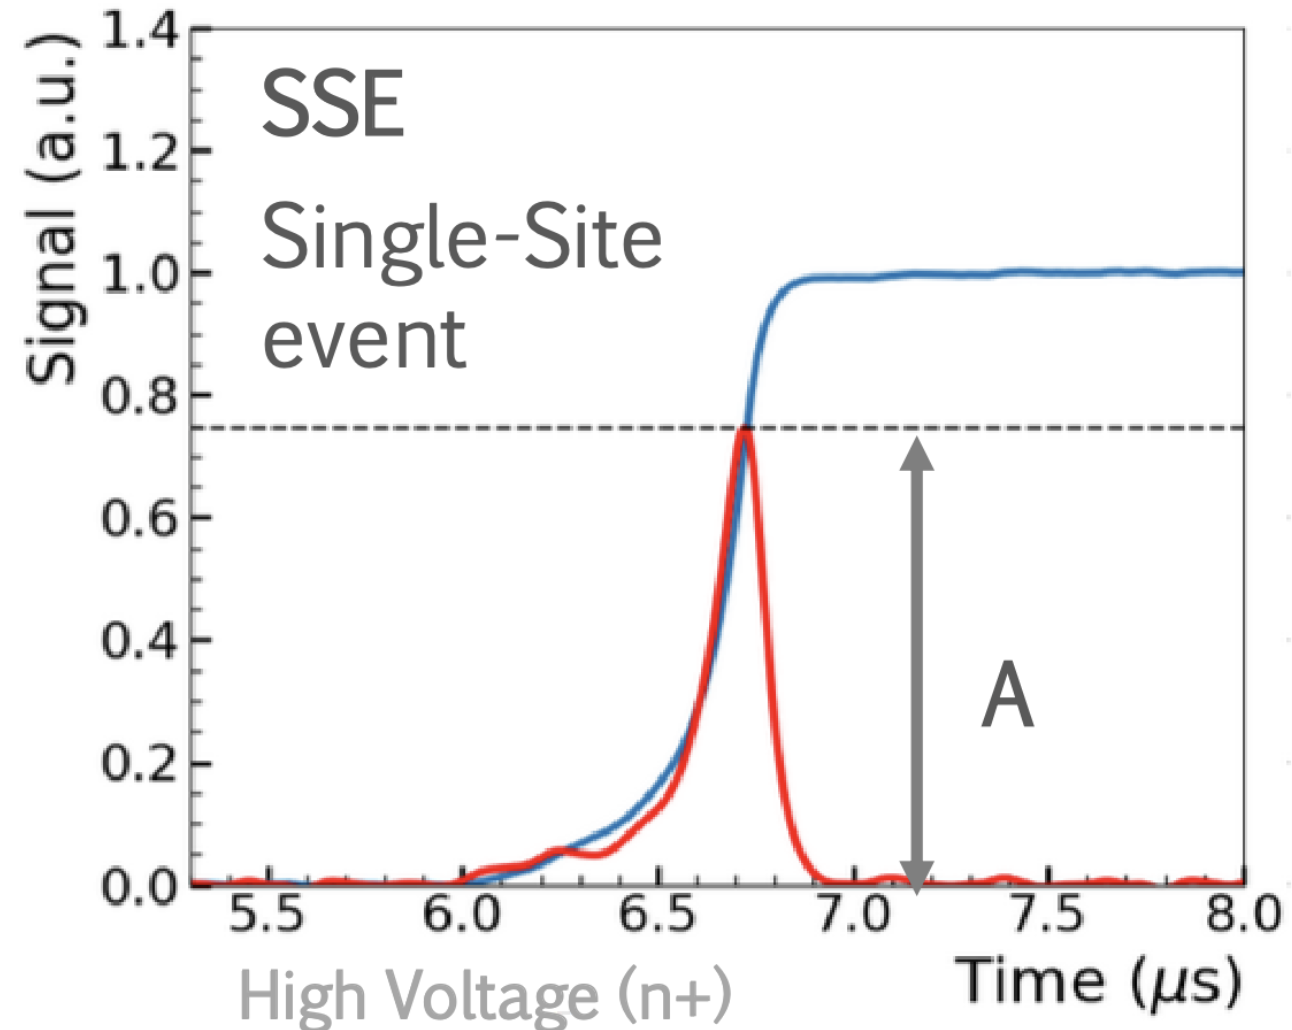 Signal (a.u.)
1.4
1.2
1.0
0.8
0.6
0.4
0.2
0.0
SSE
Single-Site
event
A
5.5 6.0 6.5 7.0 7.5 8.0
Time (μs)
High Voltage (n+)